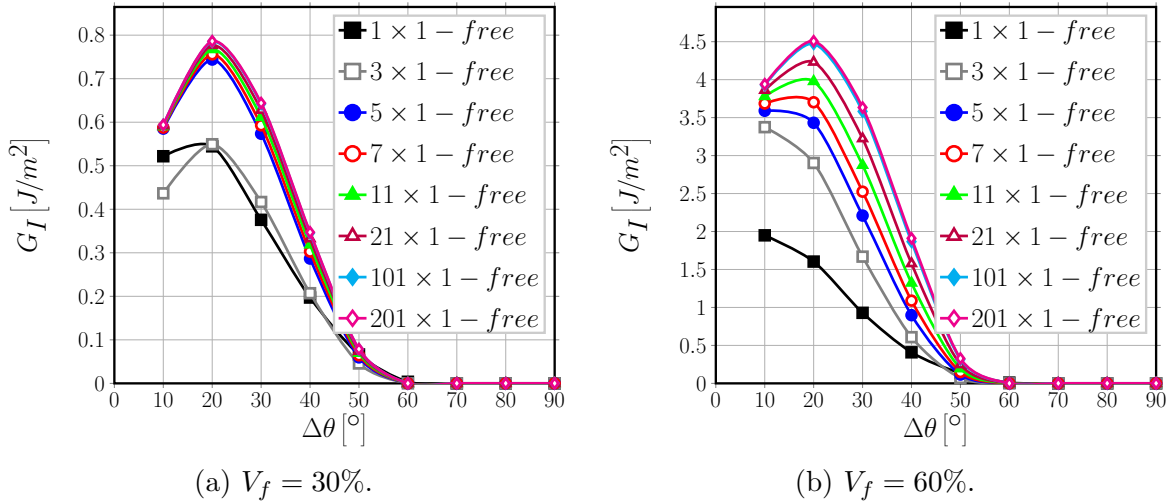 0.8
0.7
0.6
0.5
0.4
0.3
0.2
0.1
0
G_I [J/m^2]
0 10 20 30 40 50 60 70 80 90
Δθ [°]
1 × 1 − free
3 × 1 − free
5 × 1 − free
7 × 1 − free
11 × 1 − free
21 × 1 − free
101 × 1 − free
201 × 1 − free
(a) V_f = 30%.
4.5
4
3.5
3
2.5
2
1.5
1
0.5
0
G_I [J/m^2]
0 10 20 30 40 50 60 70 80 90
Δθ [°]
1 × 1 − free
3 × 1 − free
5 × 1 − free
7 × 1 − free
11 × 1 − free
21 × 1 − free
101 × 1 − free
201 × 1 − free
(b) V_f = 60%.